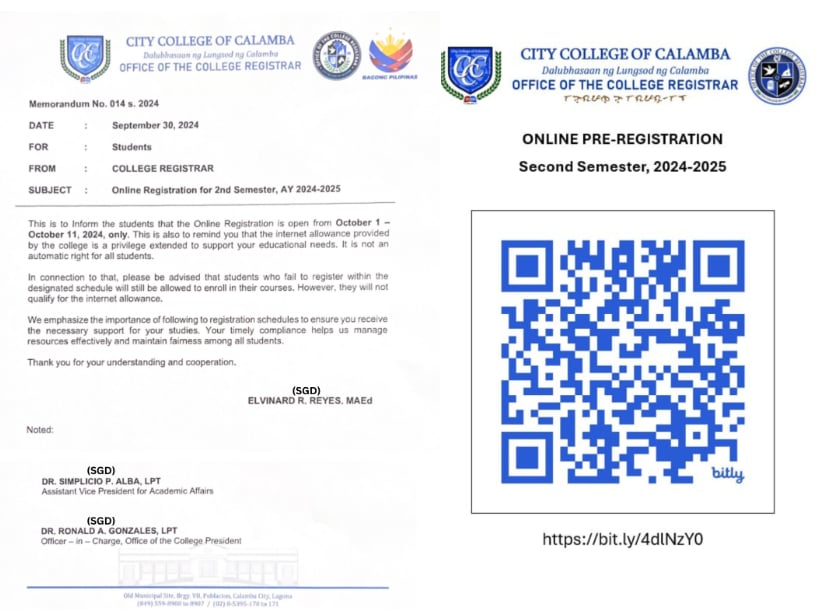 CITY COLLEGE OF CALAMBA
Dalubhasaan ng Lungsod ng Calamba
OFFICE OF THE COLLEGE REGISTRAR
BAGONG PILIPINAS
Memorandum No. 014 s. 2024
DATE : September 30, 2024
FOR : Students
FROM : COLLEGE REGISTRAR
SUBJECT : Online Registration for 2nd Semester, AY 2024-2025
This is to Inform the students that the Online Registration is open from October 1 –
October 11, 2024, only. This is also to remind you that the internet allowance provided
by the college is a privilege extended to support your educational needs. It is not an
automatic right for all students.
In connection to that, please be advised that students who fail to register within the
designated schedule will still be allowed to enroll in their courses. However, they will not
qualify for the internet allowance.
We emphasize the importance of following to registration schedules to ensure you receive
the necessary support for your studies. Your timely compliance helps us manage
resources effectively and maintain fairness among all students.
Thank you for your understanding and cooperation.
(SGD)
ELVINARD R. REYES, MAEd
Noted:
(SGD)
DR. SIMPLICIO P. ALBA, LPT
Assistant Vice President for Academic Affairs
(SGD)
DR. RONALD A. GONZALES, LPT
Officer – in – Charge, Office of the College President
Old Municipal Site, Brgy. VII, Poblacion, Calamba City, Laguna
(049) 559-8900 to 8907 / (02) 8-5395-170 to 171
CITY COLLEGE OF CALAMBA
Dalubhasaan ng Lungsod ng Calamba
OFFICE OF THE COLLEGE REGISTRAR
ONLINE PRE-REGISTRATION
Second Semester, 2024-2025
bitly
https://bit.ly/4dlNzY0